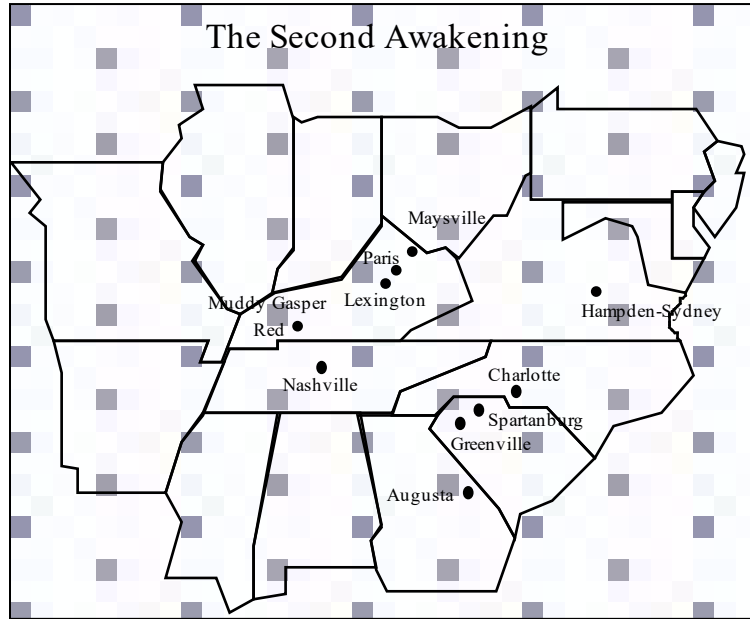 The Second Awakening
Maysville
Paris
Muddy Gasper
Lexington
Hampden-Sydney
Red
Nashville
Charlotte
Spartanburg
Greenville
Augusta